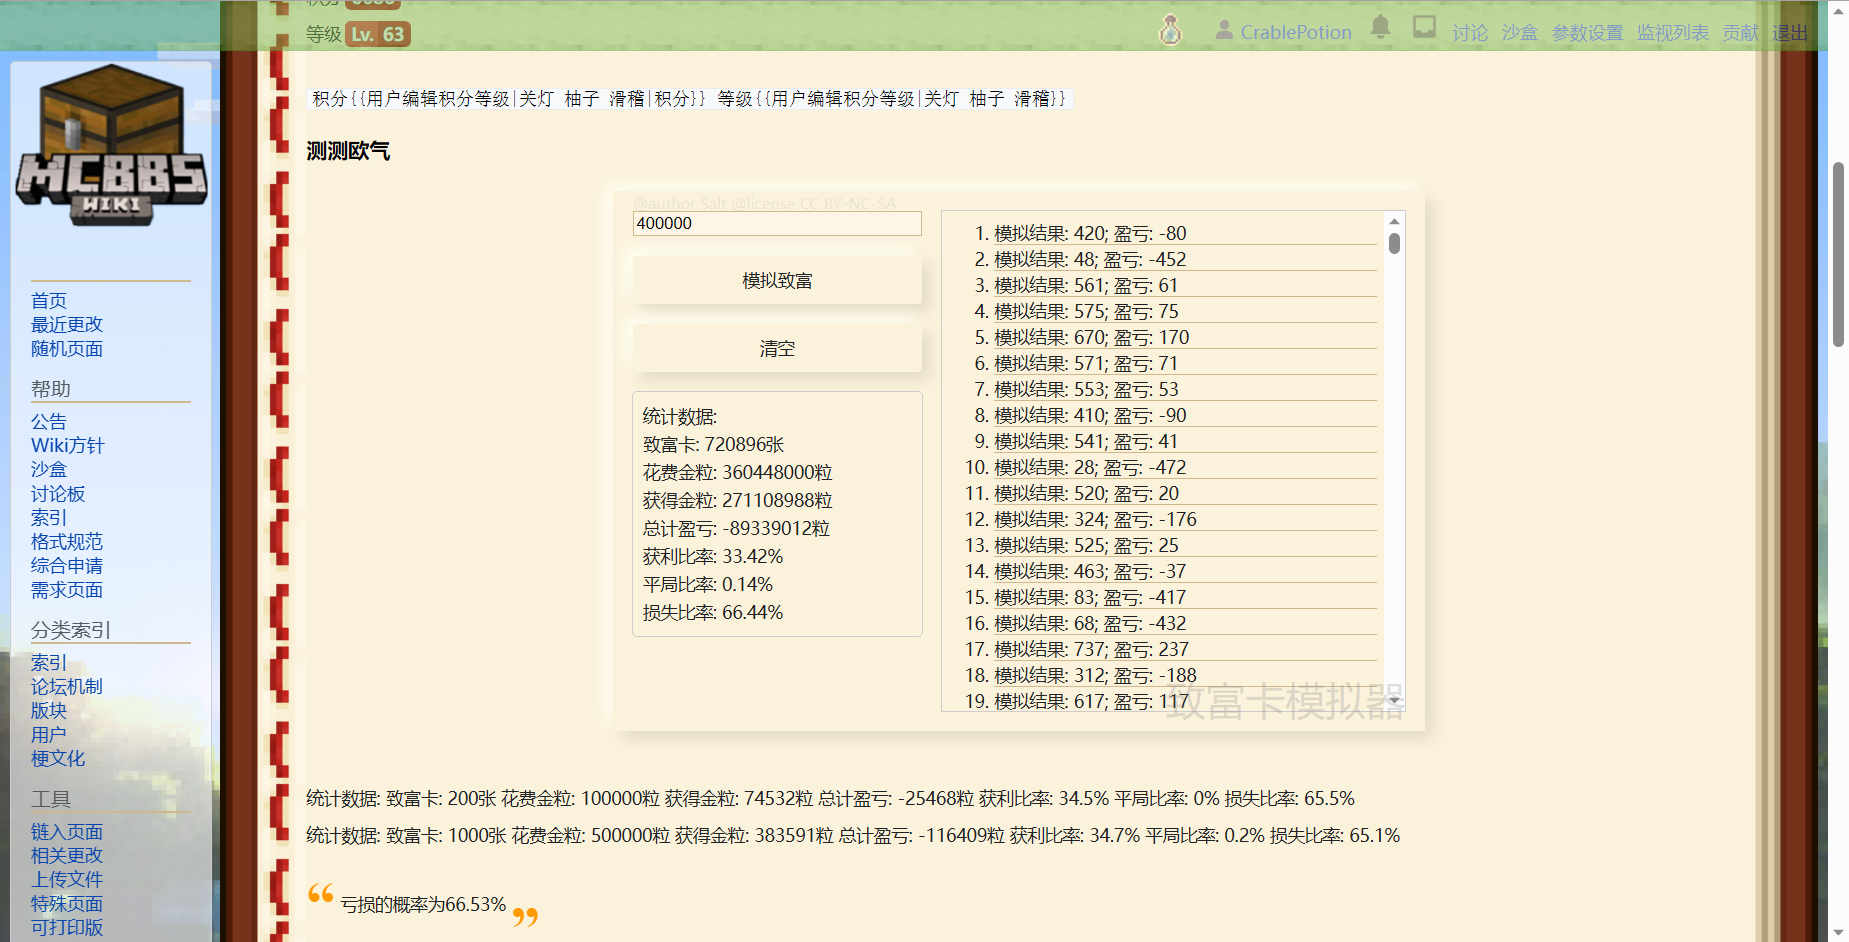 等级 Lv. 63
CrablePotion 讨论 沙盒 参数设置 监视列表 贡献 退出
MCBBS
WIKI
首页
最近更改
随机页面
帮助
公告
Wiki方针
沙盒
讨论板
索引
格式规范
综合申请
需求页面
分类索引
索引
论坛机制
版块
用户
梗文化
工具
链入页面
相关更改
上传文件
特殊页面
可打印版
积分{{用户编辑积分等级|关灯 柚子 滑稽|积分}} 等级{{用户编辑积分等级|关灯 柚子 滑稽}}
测测欧气
@author Salt @license CC BY-NC-SA
400000
模拟致富
清空
统计数据:
致富卡: 720896张
花费金粒: 360448000粒
获得金粒: 271108988粒
总计盈亏: -89339012粒
获利比率: 33.42%
平局比率: 0.14%
损失比率: 66.44%
1. 模拟结果: 420; 盈亏: -80
2. 模拟结果: 48; 盈亏: -452
3. 模拟结果: 561; 盈亏: 61
4. 模拟结果: 575; 盈亏: 75
5. 模拟结果: 670; 盈亏: 170
6. 模拟结果: 571; 盈亏: 71
7. 模拟结果: 553; 盈亏: 53
8. 模拟结果: 410; 盈亏: -90
9. 模拟结果: 541; 盈亏: 41
10. 模拟结果: 28; 盈亏: -472
11. 模拟结果: 520; 盈亏: 20
12. 模拟结果: 324; 盈亏: -176
13. 模拟结果: 525; 盈亏: 25
14. 模拟结果: 463; 盈亏: -37
15. 模拟结果: 83; 盈亏: -417
16. 模拟结果: 68; 盈亏: -432
17. 模拟结果: 737; 盈亏: 237
18. 模拟结果: 312; 盈亏: -188
19. 模拟结果: 617; 盈亏: 117
致富卡模拟器
统计数据: 致富卡: 200张 花费金粒: 100000粒 获得金粒: 74532粒 总计盈亏: -25468粒 获利比率: 34.5% 平局比率: 0% 损失比率: 65.5%
统计数据: 致富卡: 1000张 花费金粒: 500000粒 获得金粒: 383591粒 总计盈亏: -116409粒 获利比率: 34.7% 平局比率: 0.2% 损失比率: 65.1%
“ 亏损的概率为66.53% ”